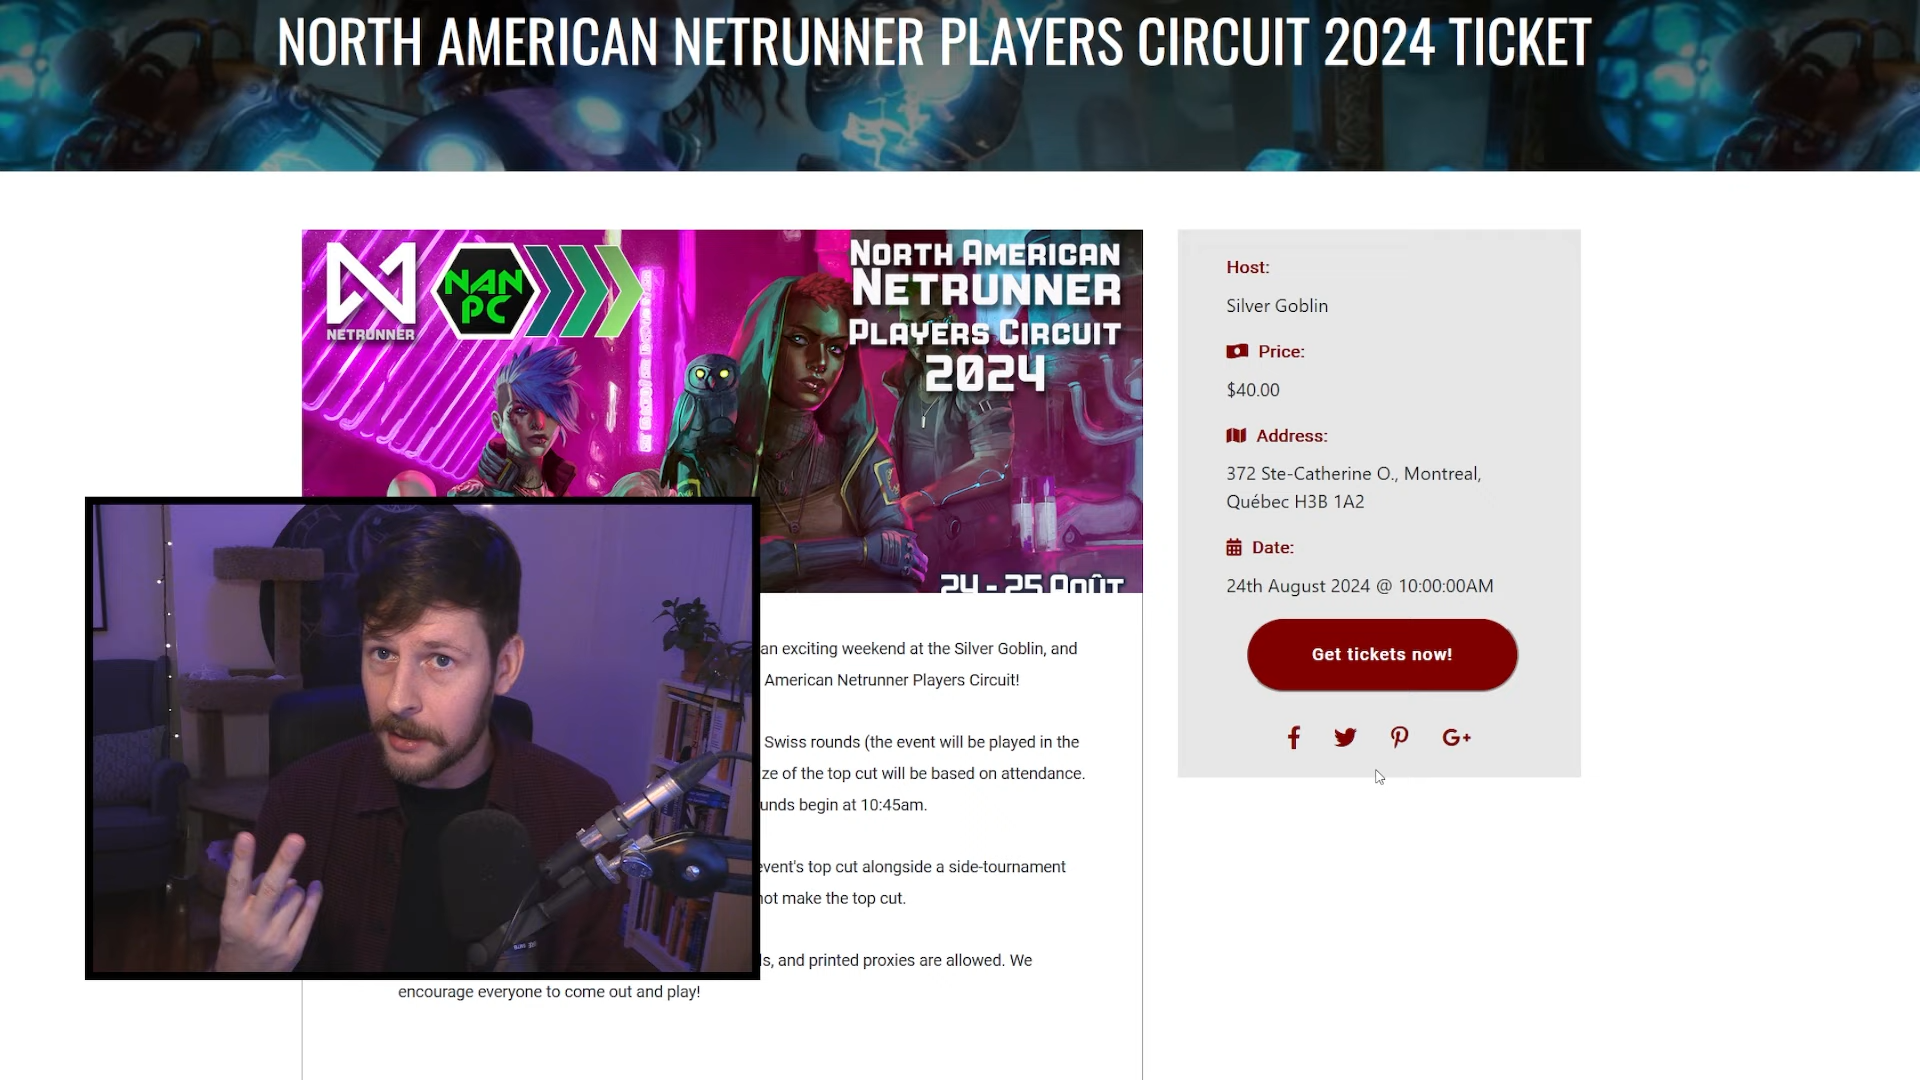 NORTH AMERICAN NETRUNNER PLAYERS CIRCUIT 2024 TICKET
NETRUNNER
NAN
PC
NORTH AMERICAN
NETRUNNER
PLAYERS CIRCUIT
2024
24 - 25 AOÛT
an exciting weekend at the Silver Goblin, and
American Netrunner Players Circuit!
Swiss rounds (the event will be played in the
ze of the top cut will be based on attendance.
unds begin at 10:45am.
event's top cut alongside a side-tournament
not make the top cut.
s, and printed proxies are allowed. We
encourage everyone to come out and play!
Host:
Silver Goblin
Price:
$40.00
Address:
372 Ste-Catherine O., Montreal,
Québec H3B 1A2
Date:
24th August 2024 @ 10:00:00AM
Get tickets now!
G+